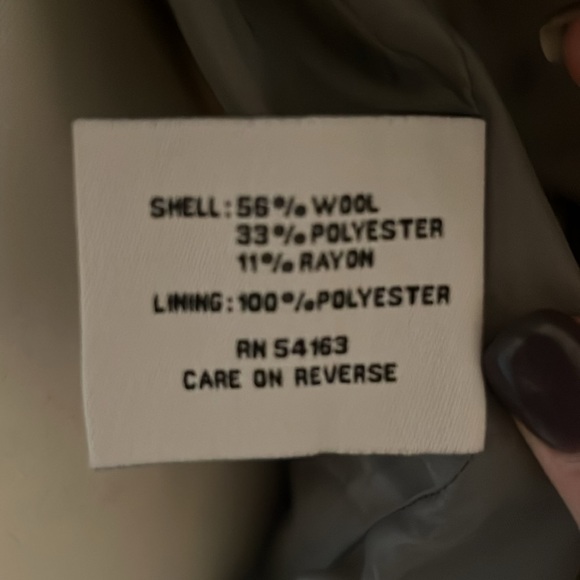 SHELL: 56% WOOL
33% POLYESTER
11% RAYON
LINING: 100% POLYESTER
RN 54163
CARE ON REVERSE